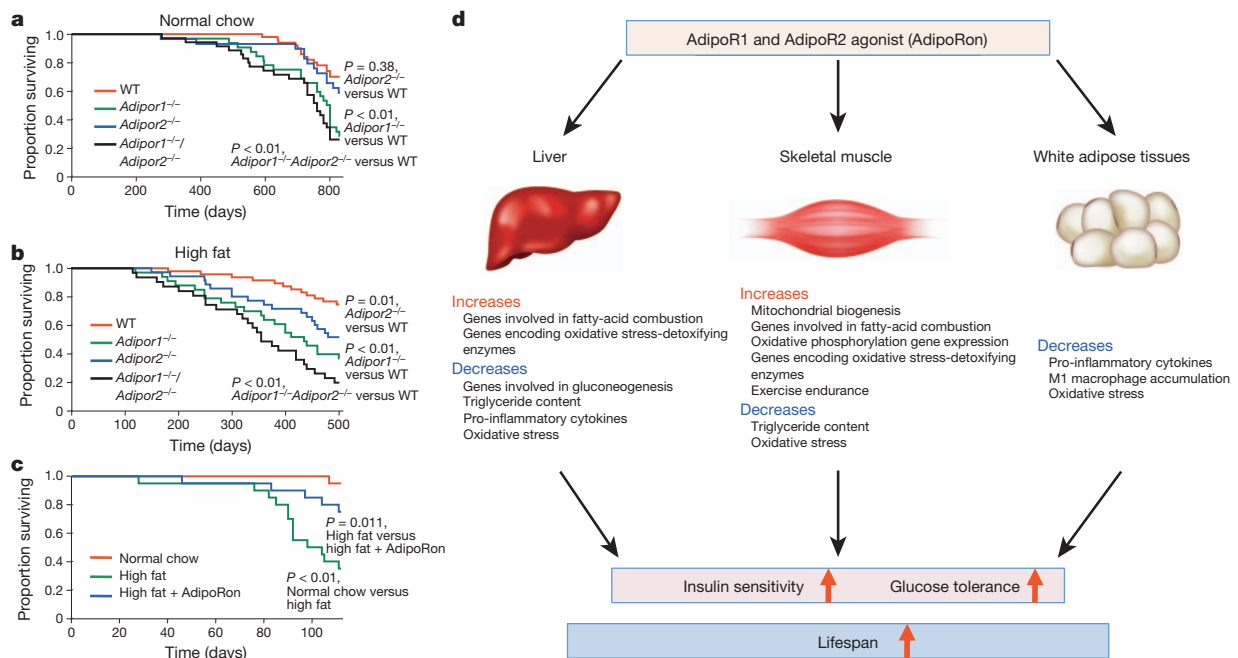 a
Normal chow
Proportion surviving
1.0
0.8
0.6
0.4
0.2
0
200
400
600
800
Time (days)
WT
Adipor1–/–
Adipor2–/–
Adipor1–/–/
Adipor2–/–
P = 0.38,
Adipor2–/–
versus WT
P < 0.01,
Adipor1–/–
versus WT
P < 0.01,
Adipor1–/–Adipor2–/– versus WT
b
High fat
Proportion surviving
1.0
0.8
0.6
0.4
0.2
0
100
200
300
400
500
Time (days)
WT
Adipor1–/–
Adipor2–/–
Adipor1–/–/
Adipor2–/–
P = 0.01,
Adipor2–/–
versus WT
P < 0.01,
Adipor1–/–
versus WT
P < 0.01,
Adipor1–/–Adipor2–/– versus WT
c
Proportion surviving
1.0
0.8
0.6
0.4
0.2
0
20
40
60
80
100
Time (days)
Normal chow
High fat
High fat + AdipoRon
P = 0.011,
High fat versus
high fat + AdipoRon
P < 0.01,
Normal chow versus
high fat
d
AdipoR1 and AdipoR2 agonist (AdipoRon)
Liver
Increases
Genes involved in fatty-acid combustion
Genes encoding oxidative stress-detoxifying
enzymes
Decreases
Genes involved in gluconeogenesis
Triglyceride content
Pro-inflammatory cytokines
Oxidative stress
Skeletal muscle
Increases
Mitochondrial biogenesis
Genes involved in fatty-acid combustion
Oxidative phosphorylation gene expression
Genes encoding oxidative stress-detoxifying
enzymes
Exercise endurance
Decreases
Triglyceride content
Oxidative stress
White adipose tissues
Decreases
Pro-inflammatory cytokines
M1 macrophage accumulation
Oxidative stress
Insulin sensitivity
Glucose tolerance
Lifespan